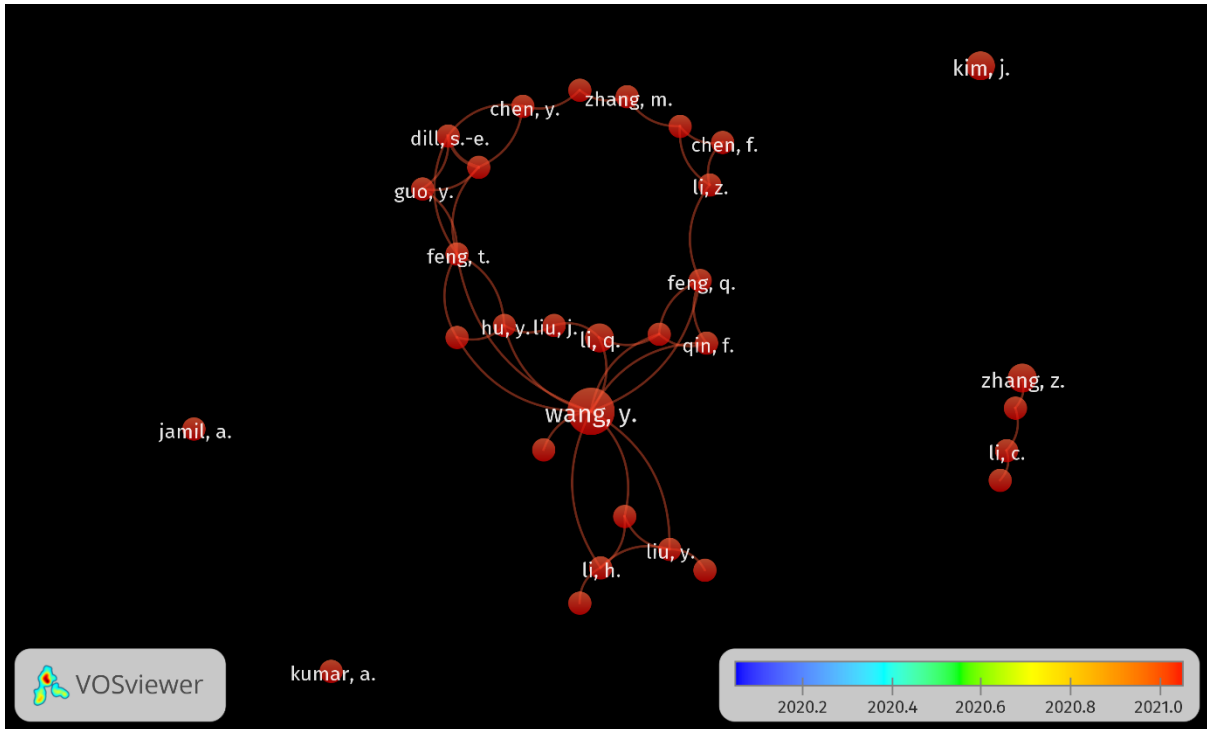 kim, j.
chen, y.
zhang, m.
dill, s.-e.
chen, f.
guo, y.
li, z.
feng, t.
feng, q.
hu, y.
liu, j.
li, q.
qin, f.
zhang, z.
wang, y.
jamil, a.
li, c.
liu, y.
li, h.
kumar, a.
VOSviewer
2020.2 2020.4 2020.6 2020.8 2021.0